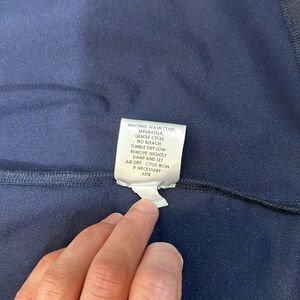 MACHINE WASH COLD,
SEPARATELY,
GENTLE CYCLE.
NO BLEACH.
TUMBLE DRY LOW
REMOVE SLIGHTLY
DAMP AND LET
AIR DRY. COOL IRON
IF NECESSARY